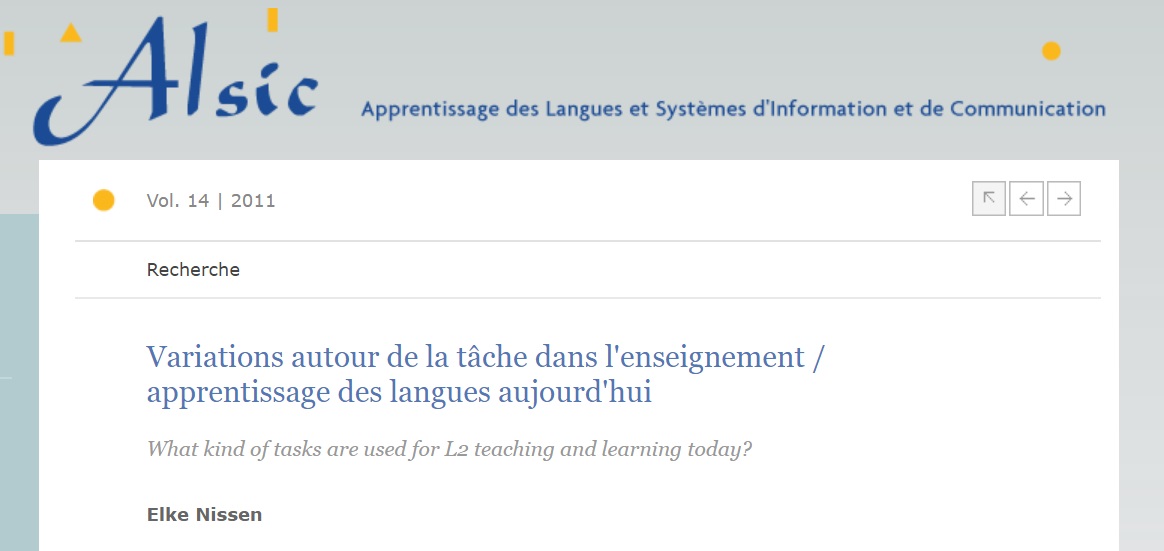 Alsic
Apprentissage des Langues et Systèmes d'Information et de Communication
Vol. 14 | 2011
Recherche
Variations autour de la tâche dans l'enseignement /
apprentissage des langues aujourd'hui
What kind of tasks are used for L2 teaching and learning today?
Elke Nissen